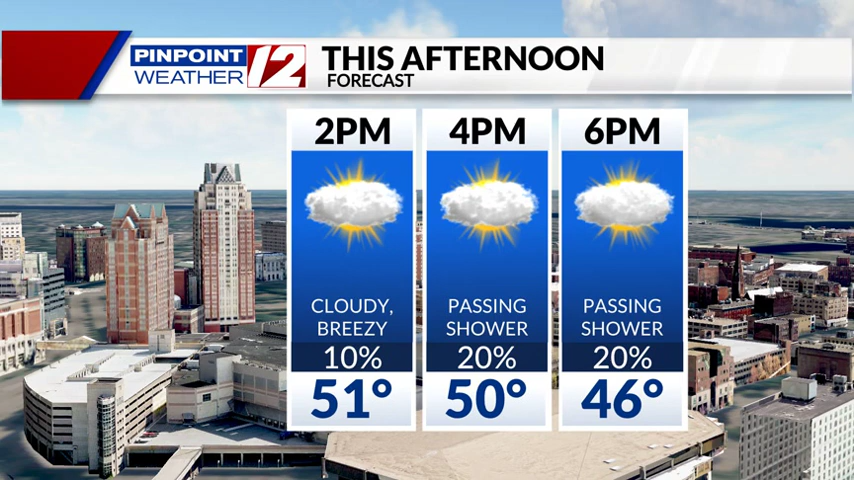 PINPOINT
WEATHER 12
THIS AFTERNOON
FORECAST
2PM
CLOUDY,
BREEZY
10%
51°
4PM
PASSING
SHOWER
20%
50°
6PM
PASSING
SHOWER
20%
46°